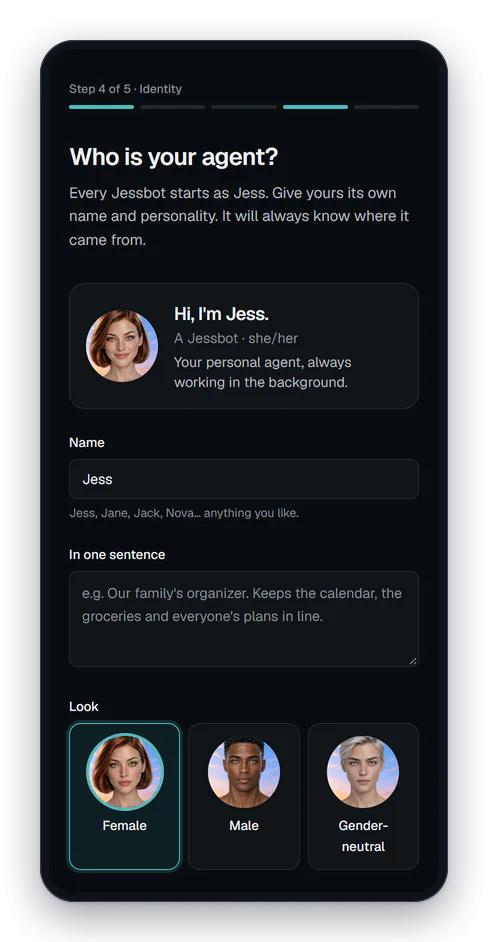 Step 4 of 5 · Identity
Who is your agent?
Every Jessbot starts as Jess. Give yours its own
name and personality. It will always know where it
came from.
Hi, I'm Jess.
A Jessbot · she/her
Your personal agent, always
working in the background.
Name
Jess
Jess, Jane, Jack, Nova... anything you like.
In one sentence
e.g. Our family's organizer. Keeps the calendar, the
groceries and everyone's plans in line.
Look
Female
Male
Gender-
neutral